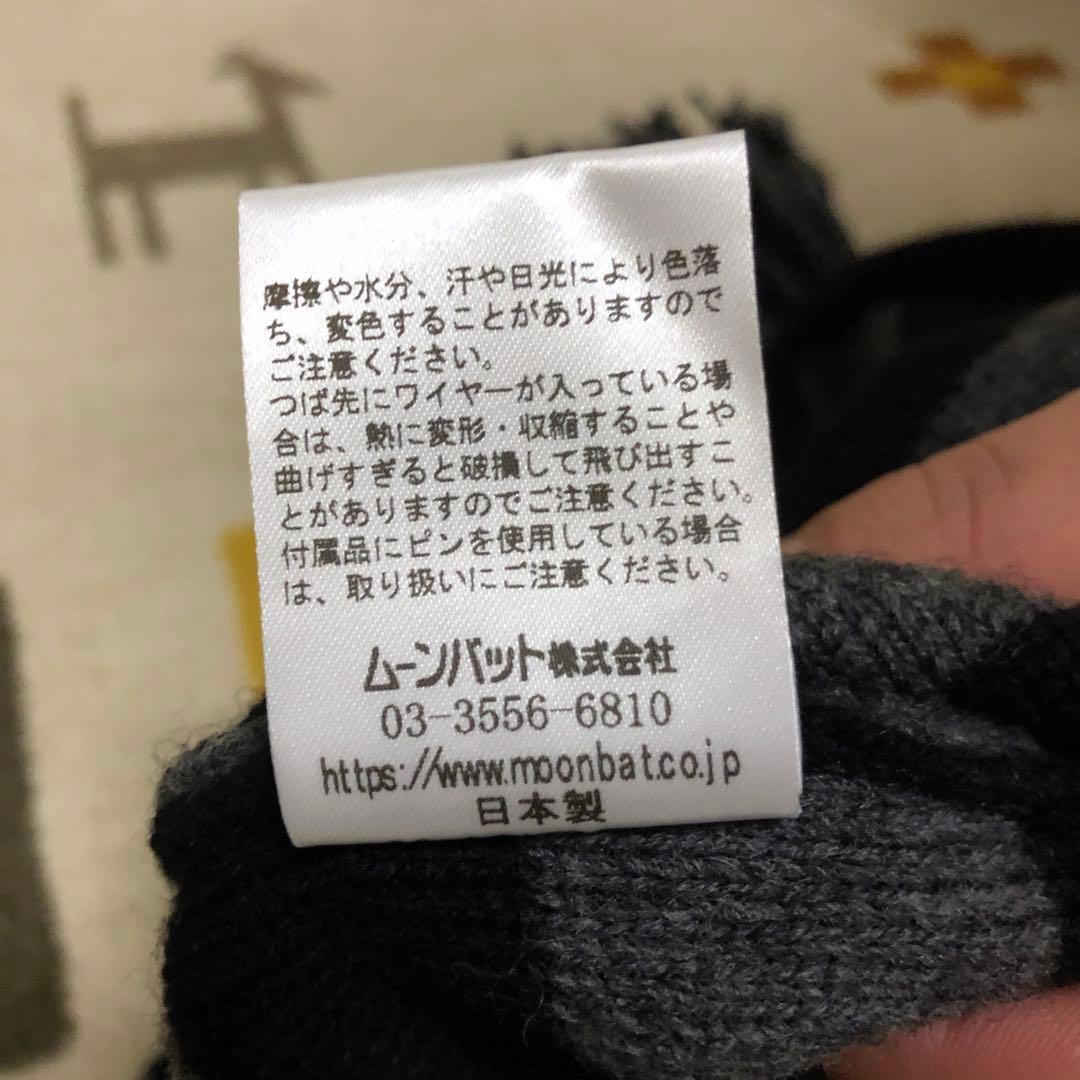 摩擦や水分、汗や日光により色落
ち、変色することがありますので
ご注意ください。
つば先にワイヤーが入っている場
合は、熱に変形・収縮することや
曲げすぎると破損して飛び出すこ
とがありますのでご注意ください。
付属品にピンを使用している場合
は、取り扱いにご注意ください。
ムーンバット株式会社
03-3556-6810
https://www.moonbat.co.jp
日本製